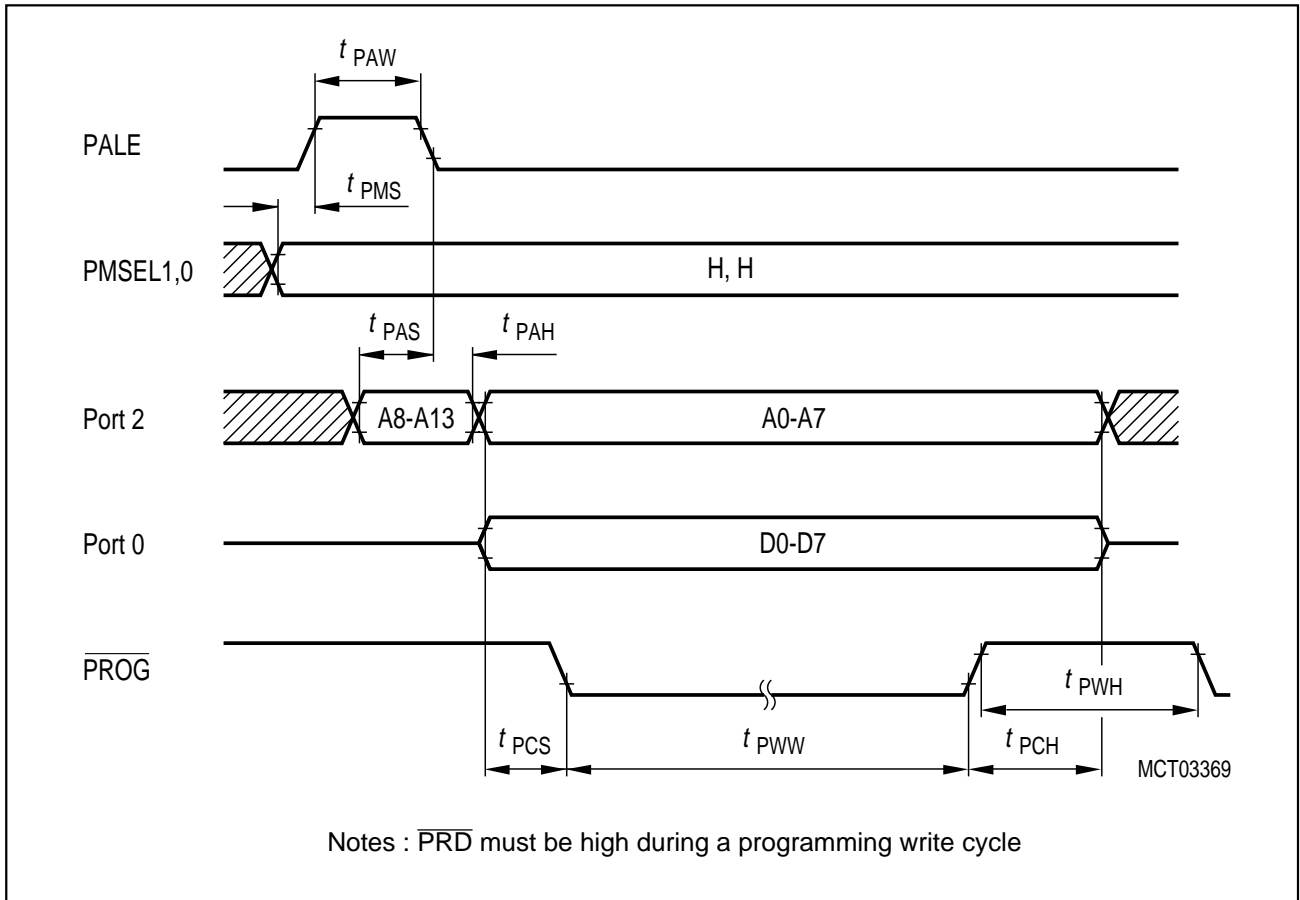 t PAW
PALE
t PMS
PMSEL1,0
H, H
t PAS
t PAH
Port 2
A8-A13
A0-A7
Port 0
D0-D7
PROG
t PWH
t PCS
t PWW
t PCH
MCT03369
Notes : PRD must be high during a programming write cycle